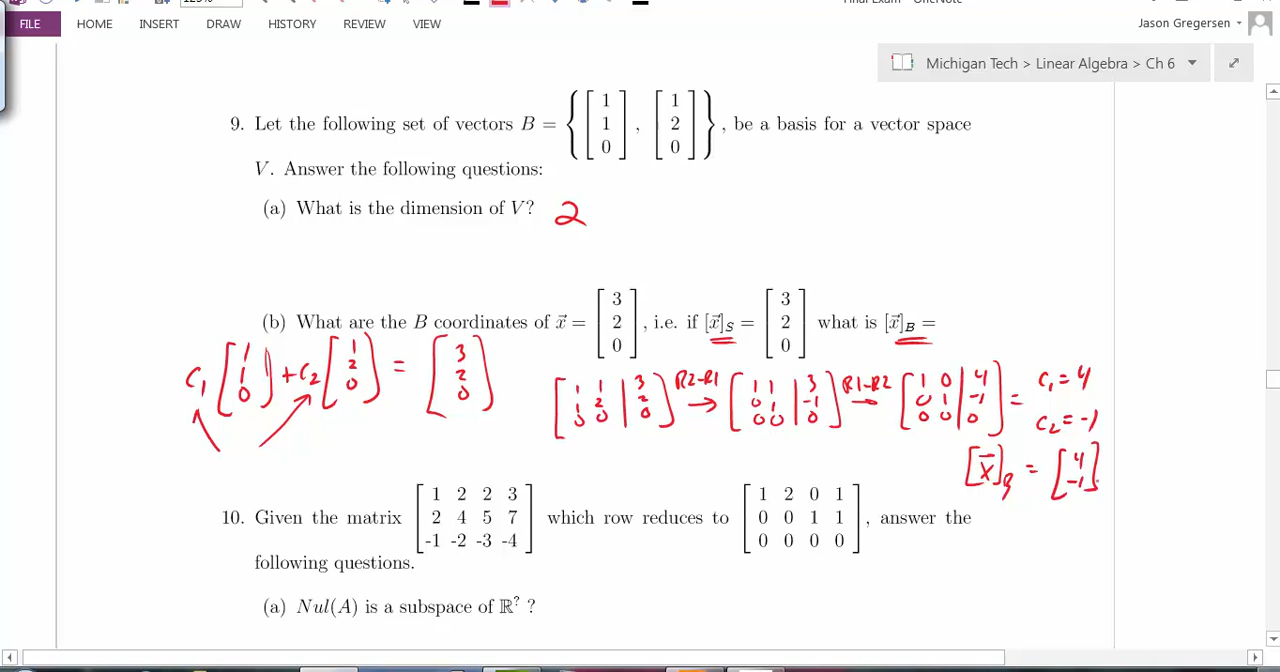 FILE HOME INSERT DRAW HISTORY REVIEW VIEW Jason Gregersen
Michigan Tech > Linear Algebra > Ch 6
9. Let the following set of vectors B = {[1 1 0], [1 2 0]}, be a basis for a vector space
V. Answer the following questions:
(a) What is the dimension of V? 2
(b) What are the B coordinates of x⃗ = [3 2 0], i.e. if [x⃗]S = [3 2 0] what is [x⃗]B =
c₁ [1 1 0] + c₂ [1 2 0] = [3 2 0]
[1 1 | 3
1 2 | 2
0 0 | 0] R2-R1 → [1 1 | 3
0 1 | -1
0 0 | 0] R1-R2 → [1 0 | 4
0 1 | -1
0 0 | 0] =
c₁ = 4
c₂ = -1
[x⃗]B = [4 -1]
10. Given the matrix
[1 2 2 3
2 4 5 7
-1 -2 -3 -4]
which row reduces to
[1 2 0 1
0 0 1 1
0 0 0 0]
, answer the
following questions.
(a) Nul(A) is a subspace of ℝ^? ?